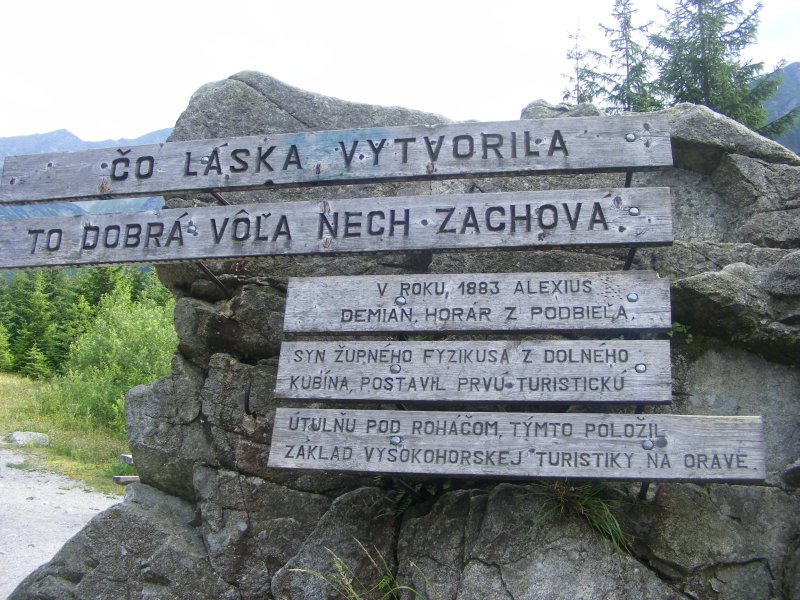 ČO LÁSKA VYTVORILA
TO DOBRÁ VÔĽA NECH ZACHOVA
V ROKU, 1883 ALEXIUS
DEMIAN, HORÁR Z PODBIEĽA,
SYN ŽUPNÉHO FYZIKUSA Z DOLNÉHO
KUBÍNA, POSTAVIL PRVÚ TURISTICKÚ
ÚTULŇU POD ROHÁČOM, TÝMTO POLOŽIL
ZÁKLAD VYSOKOHORSKEJ TURISTIKY NA ORAVE.